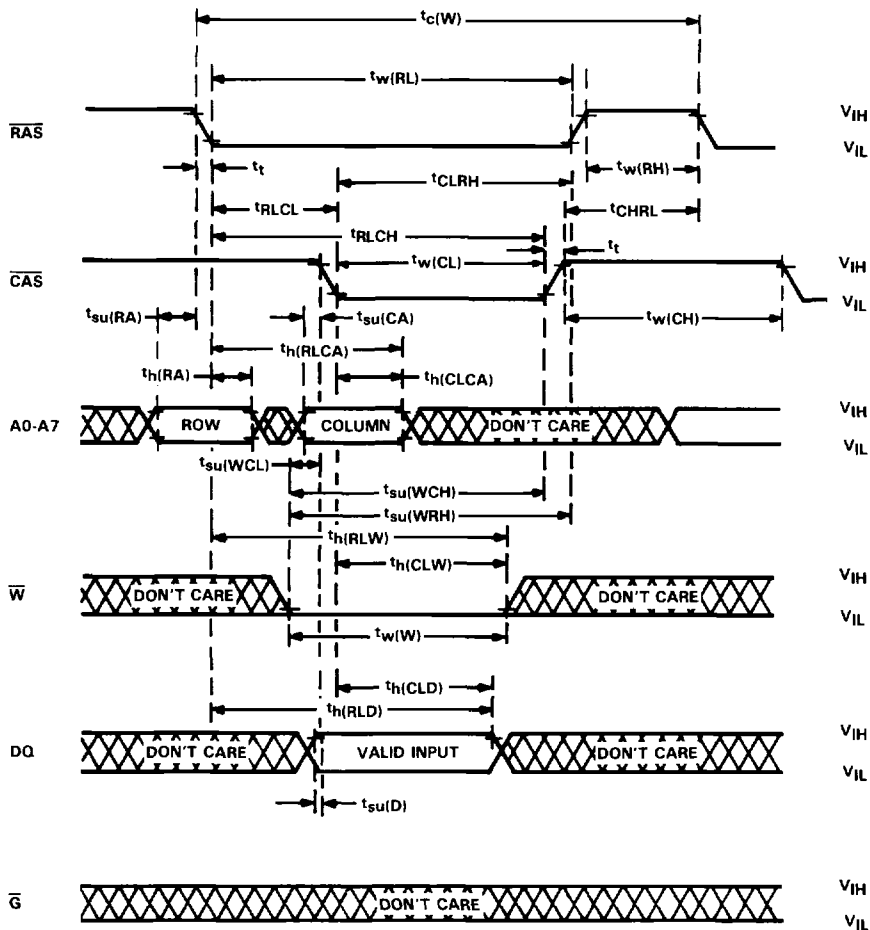 tc(W)
tw(RL)
RAS
VIH
VIL
tt
tCLRH
tw(RH)
tRLCL
tCHRL
tRLCH
tt
tw(CL)
CAS
VIH
VIL
tsu(RA)
tsu(CA)
tw(CH)
th(RLCA)
th(RA)
th(CLCA)
A0-A7
ROW
COLUMN
DON'T CARE
VIH
VIL
tsu(WCL)
tsu(WCH)
tsu(WRH)
th(RLW)
th(CLW)
W
DON'T CARE
DON'T CARE
VIH
VIL
tw(W)
th(CLD)
th(RLD)
DQ
DON'T CARE
VALID INPUT
DON'T CARE
VIH
VIL
tsu(D)
G
DON'T CARE
VIH
VIL